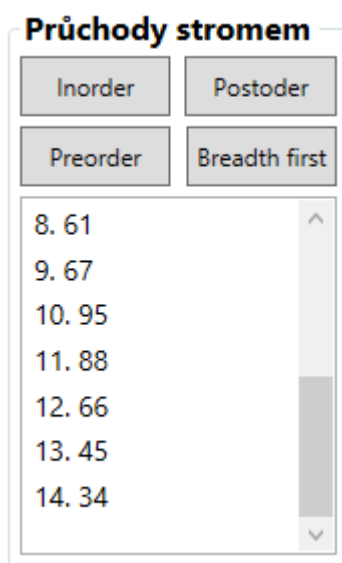 Průchody stromem
Inorder Postoder
Preorder Breadth first
8. 61
9. 67
10. 95
11. 88
12. 66
13. 45
14. 34